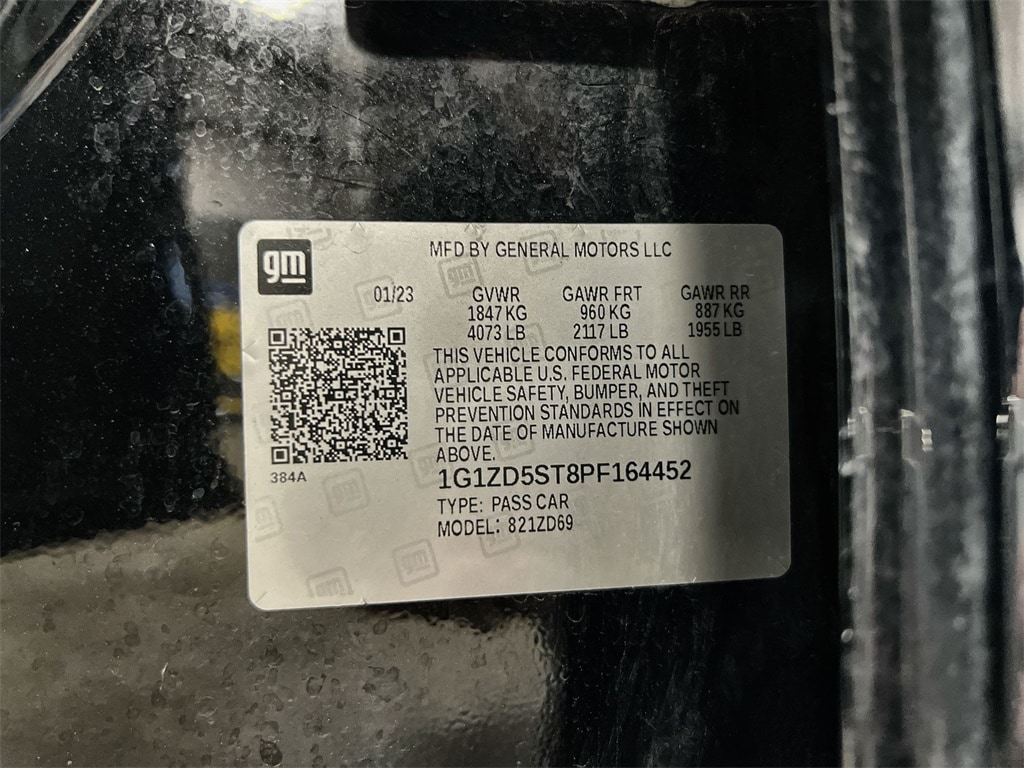 gm
MFD BY GENERAL MOTORS LLC
01/23 GVWR GAWR FRT GAWR RR
1847 KG 960 KG 887 KG
4073 LB 2117 LB 1955 LB
THIS VEHICLE CONFORMS TO ALL
APPLICABLE U.S. FEDERAL MOTOR
VEHICLE SAFETY, BUMPER, AND THEFT
PREVENTION STANDARDS IN EFFECT ON
THE DATE OF MANUFACTURE SHOWN
ABOVE.
384A
1G1ZD5ST8PF164452
TYPE: PASS CAR
MODEL: 821ZD69